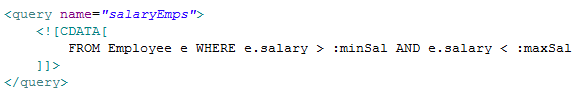 <query name="salaryEmps">
<![CDATA[
FROM Employee e WHERE e.salary > :minSal AND e.salary < :maxSal
]]>
</query>